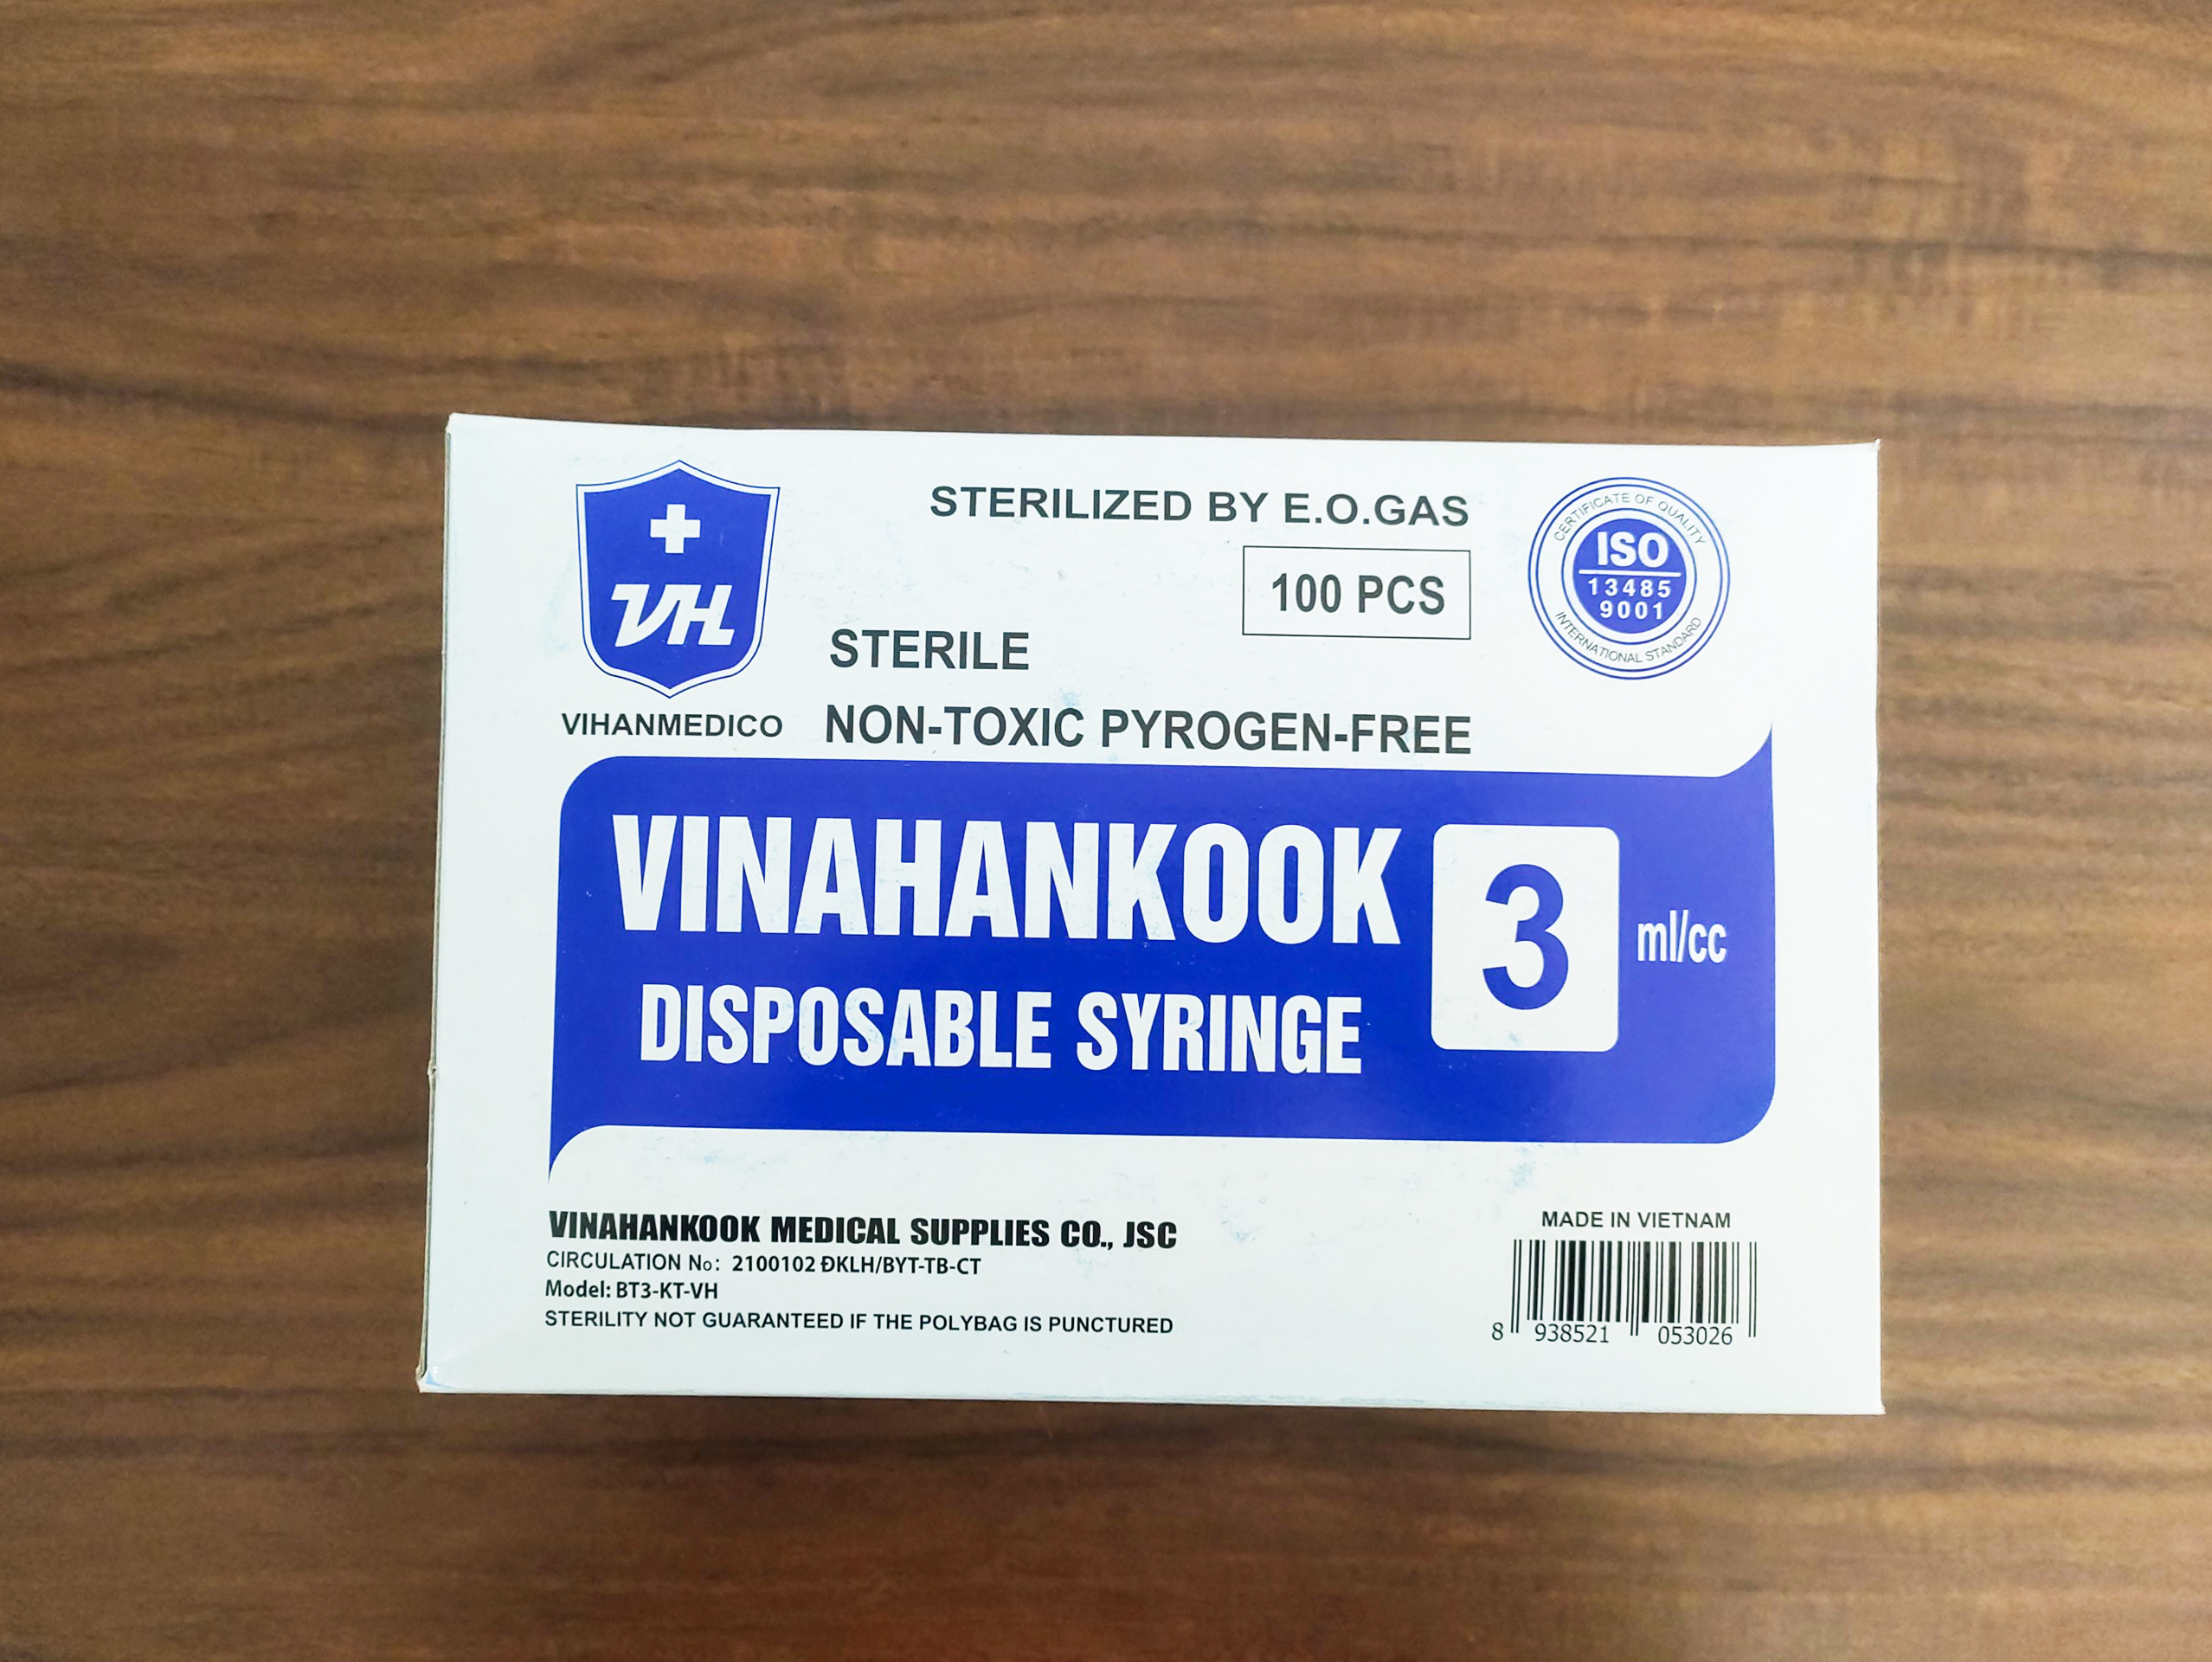 STERILIZED BY E.O.GAS
100 PCS
CERTIFICATE OF QUALITY
ISO
13485
9001
INTERNATIONAL STANDARD
VH
VIHANMEDICO
STERILE
NON-TOXIC PYROGEN-FREE
VINAHANKOOK
DISPOSABLE SYRINGE
3 ml/cc
VINAHANKOOK MEDICAL SUPPLIES CO., JSC
CIRCULATION No: 2100102 ĐKLH/BYT-TB-CT
Model: BT3-KT-VH
STERILITY NOT GUARANTEED IF THE POLYBAG IS PUNCTURED
MADE IN VIETNAM
8 938521 053026